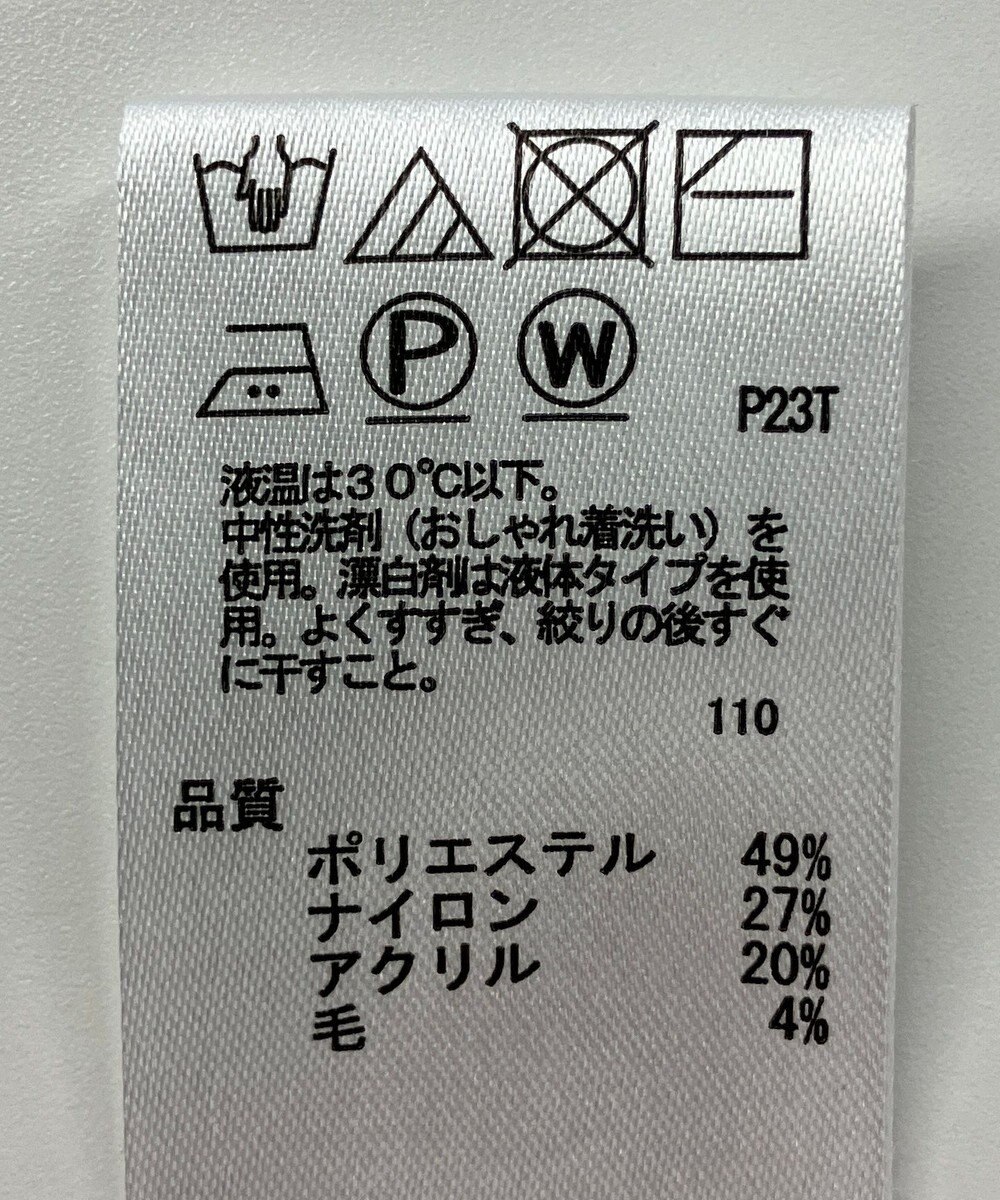 P W
P23T
液温は３０℃以下。
中性洗剤（おしゃれ着洗い）を
使用。漂白剤は液体タイプを使
用。よくすすぎ、絞りの後すぐ
に干すこと。
110
品質
ポリエステル 49%
ナイロン 27%
アクリル 20%
毛 4%